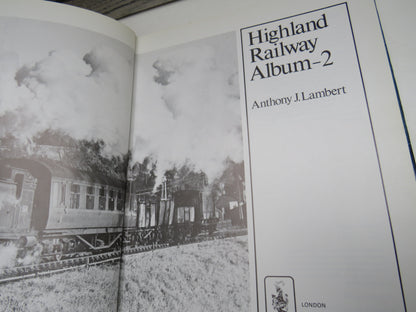 Highland
Railway
Album-2
Anthony J. Lambert
LONDON